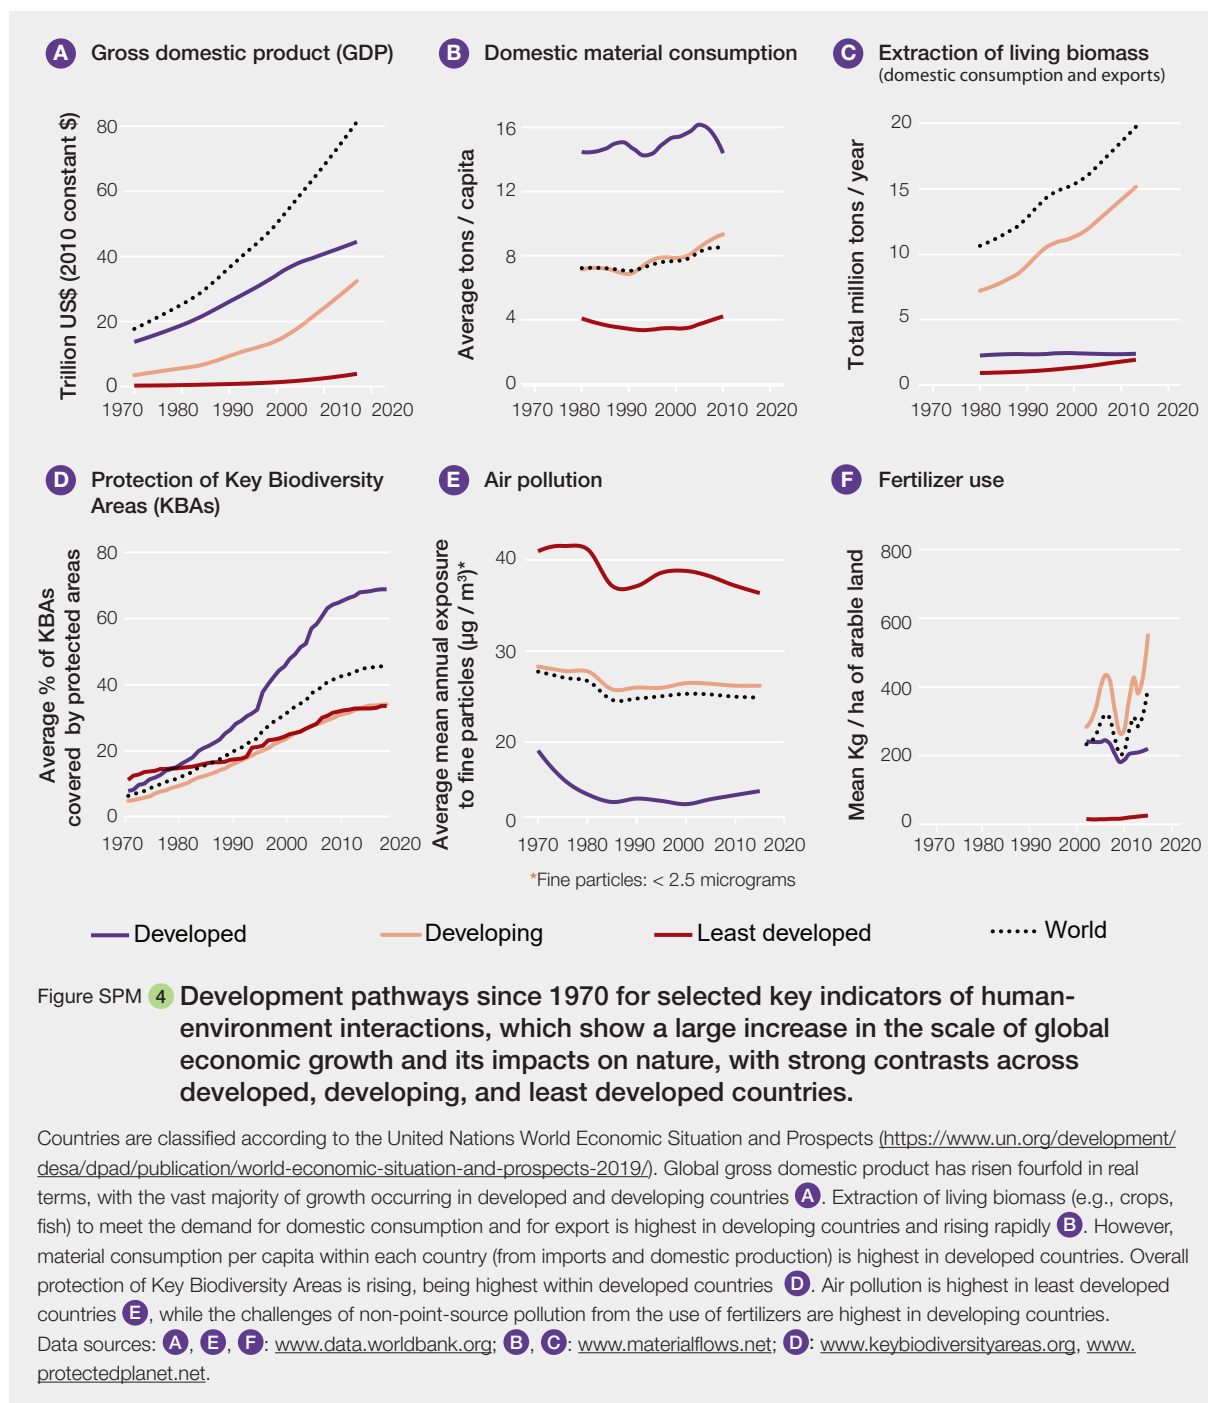 A Gross domestic product (GDP)
Trillion US$ (2010 constant $)
80
60
40
20
0
1970 1980 1990 2000 2020
B Domestic material consumption
Average tons / capita
16
12
8
4
0
1970 1980 1990 2000 2020
C Extraction of living biomass
(domestic consumption and exports)
Total million tons / year
20
15
10
5
0
1970 1980 1990 2000 2010 2020
D Protection of Key Biodiversity
Areas (KBAs)
Average % of KBAs
covered by protected areas
80
60
40
20
0
1970 1980 1990 2000 2010 2020
E Air pollution
Average mean annual exposure
to fine particles (µg / m³)*
40
30
20
0
1970 1980 1990 2000 2010 2020
*Fine particles: < 2.5 micrograms
F Fertilizer use
Mean Kg / ha of arable land
800
600
400
200
0
1970 1980 1990 2000 2010 2020
Developed Developing Least developed World
Figure SPM 4 Development pathways since 1970 for selected key indicators of human-
environment interactions, which show a large increase in the scale of global
economic growth and its impacts on nature, with strong contrasts across
developed, developing, and least developed countries.
Countries are classified according to the United Nations World Economic Situation and Prospects (https://www.un.org/development/
desa/dpad/publication/world-economic-situation-and-prospects-2019/). Global gross domestic product has risen fourfold in real
terms, with the vast majority of growth occurring in developed and developing countries A. Extraction of living biomass (e.g., crops,
fish) to meet the demand for domestic consumption and for export is highest in developing countries and rising rapidly B. However,
material consumption per capita within each country (from imports and domestic production) is highest in developed countries. Overall
protection of Key Biodiversity Areas is rising, being highest within developed countries D. Air pollution is highest in least developed
countries E, while the challenges of non-point-source pollution from the use of fertilizers are highest in developing countries.
Data sources: A, E, F: www.data.worldbank.org; B, C: www.materialflows.net; D: www.keybiodiversityareas.org, www.
protectedplanet.net.